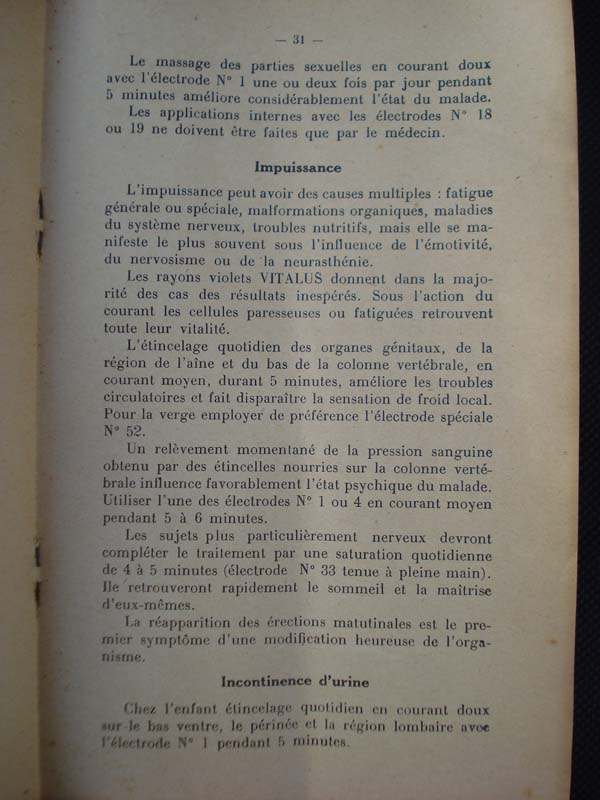 — 31 —
Le massage des parties sexuelles en courant doux
avec l'électrode N° 1 une ou deux fois par jour pendant
5 minutes améliore considérablement l'état du malade.
Les applications internes avec les électrodes N° 18
ou 19 ne doivent être faites que par le médecin.
Impuissance
L'impuissance peut avoir des causes multiples : fatigue
générale ou spéciale, malformations organiques, maladies
du système nerveux, troubles nutritifs, mais elle se ma-
nifeste le plus souvent sous l'influence de l'émotivité,
du nervosisme ou de la neurasthénie.
Les rayons violets VITALUS donnent dans la majo-
rité des cas des résultats inespérés. Sous l'action du
courant les cellules paresseuses ou fatiguées retrouvent
toute leur vitalité.
L'étincelage quotidien des organes génitaux, de la
région de l'aîne et du bas de la colonne vertébrale, en
courant moyen, durant 5 minutes, améliore les troubles
circulatoires et fait disparaître la sensation de froid local.
Pour la verge employer de préférence l'électrode spéciale
N° 52.
Un relèvement momentané de la pression sanguine
obtenu par des étincelles nourries sur la colonne verté-
brale influence favorablement l'état psychique du malade.
Utiliser l'une des électrodes N° 1 ou 4 en courant moyen
pendant 5 à 6 minutes.
Les sujets plus particulièrement nerveux devront
compléter le traitement par une saturation quotidienne
de 4 à 5 minutes (électrode N° 33 tenue à pleine main).
Ile retrouveront rapidement le sommeil et la maîtrise
d'eux-mêmes.
La réapparition des érections matutinales est le pre-
mier symptôme d'une modification heureuse de l'orga-
nisme.
Incontinence d'urine
Chez l'enfant étincelage quotidien en courant doux
sur le bas ventre, le périnée et la région lombaire avec
l'électrode N° 1 pendant 5 minutes.